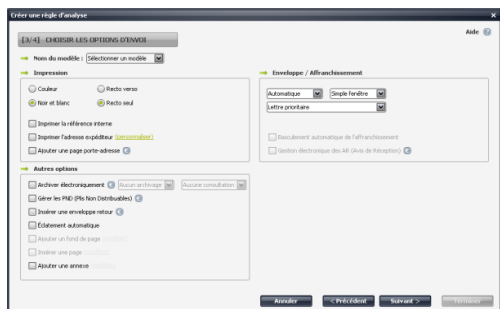 Créer une règle d'analyse
Aide
[3/4] CHOISIR LES OPTIONS D'ENVOI
Nom du modèle : Sélectionner un modèle
Impression
Couleur Recto verso
Noir et blanc Recto seul
Imprimer la référence interne
Imprimer l'adresse expéditeur (personnaliser)
Ajouter une page porte-adresse
Enveloppe / Affranchissement
Automatique Simple fenêtre
Lettre prioritaire
Basculement automatique de l'affranchissement
Gestion électronique des AR (Avis de Réception)
Autres options
Archiver électroniquement Aucun archivage Aucune consultation
Gérer les PND (Plis Non Distribuables)
Insérer une enveloppe retour
Éclatement automatique
Ajouter un fond de page
Insérer une page
Ajouter une annexe
Annuler < Précédent Suivant > Terminer